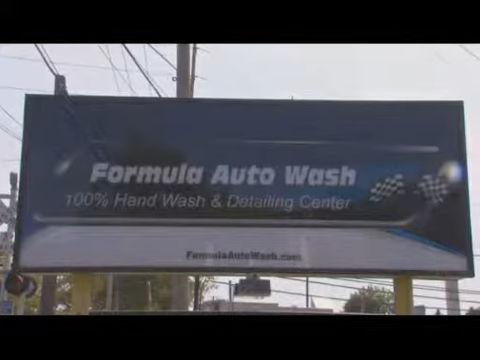 Formula Auto Wash
100% Hand Wash & Detailing Center
FormulaAutoWash.com